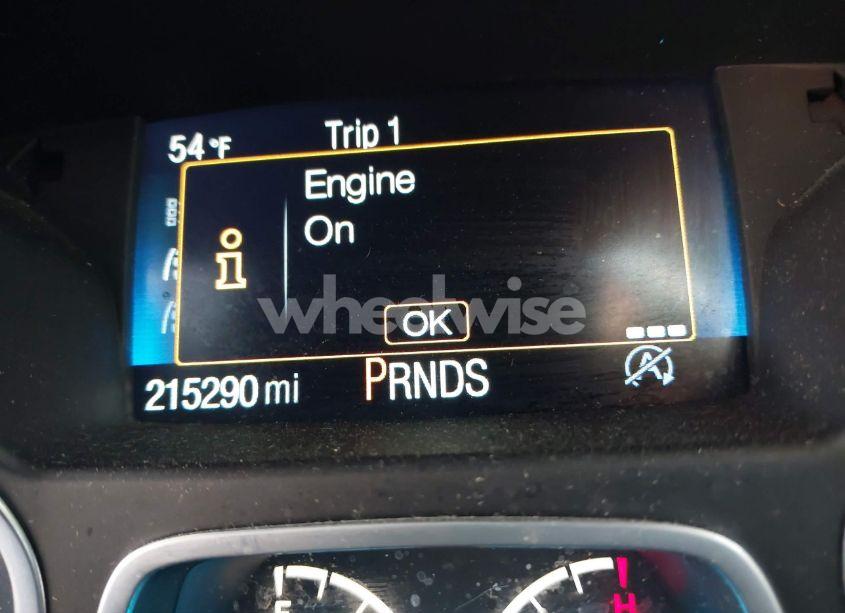 54°F Trip 1
Engine
On
i
wheelwise
OK
215290 mi PRNDS
A
F H